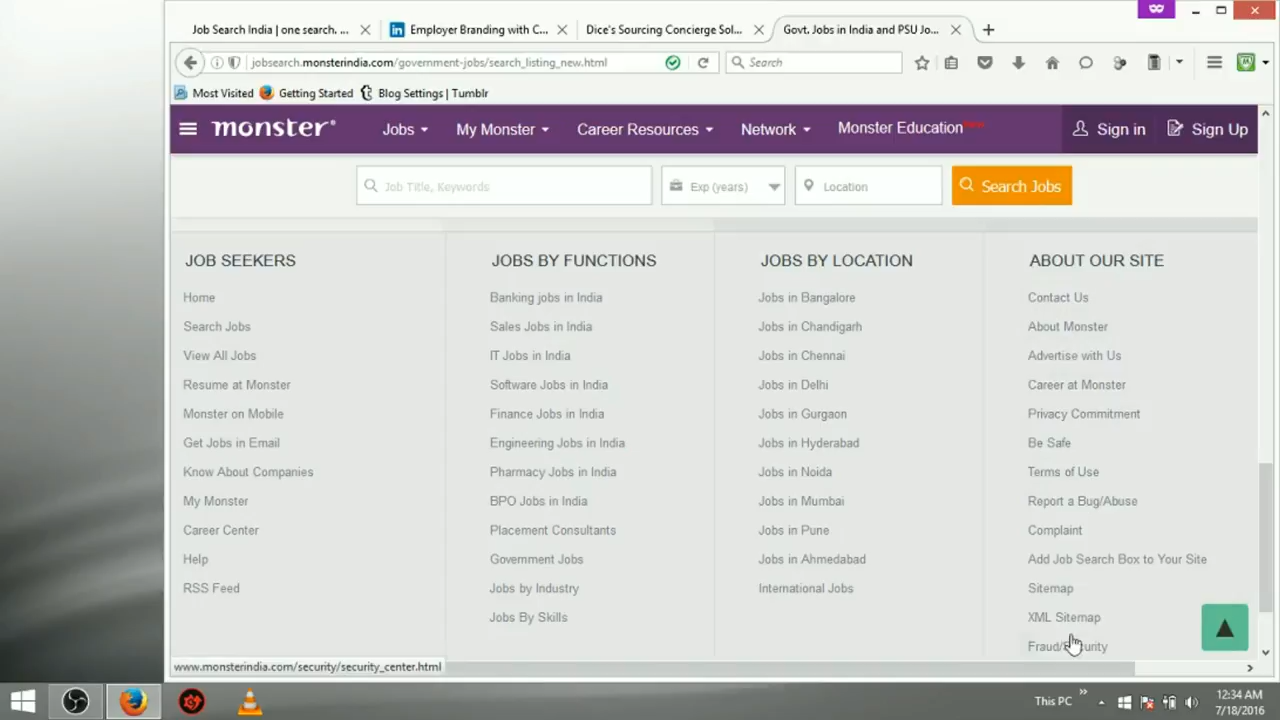 Job Search India | one search, ...
Employer Branding with C...
Dice's Sourcing Concierge Sol...
Govt. Jobs in India and PSU Jo...
jobsearch.monsterindia.com/government-jobs/search_listing_new.html
Search
Most Visited
Getting Started
Blog Settings | Tumblr
monster
Jobs
My Monster
Career Resources
Network
Monster Education
New
Sign in
Sign Up
Job Title, Keywords
Exp (years)
Location
Search Jobs
JOB SEEKERS
Home
Search Jobs
View All Jobs
Resume at Monster
Monster on Mobile
Get Jobs in Email
Know About Companies
My Monster
Career Center
Help
RSS Feed
JOBS BY FUNCTIONS
Banking jobs in India
Sales Jobs in India
IT Jobs in India
Software Jobs in India
Finance Jobs in India
Engineering Jobs in India
Pharmacy Jobs in India
BPO Jobs in India
Placement Consultants
Government Jobs
Jobs by Industry
Jobs By Skills
JOBS BY LOCATION
Jobs in Bangalore
Jobs in Chandigarh
Jobs in Chennai
Jobs in Delhi
Jobs in Gurgaon
Jobs in Hyderabad
Jobs in Noida
Jobs in Mumbai
Jobs in Pune
Jobs in Ahmedabad
International Jobs
ABOUT OUR SITE
Contact Us
About Monster
Advertise with Us
Career at Monster
Privacy Commitment
Be Safe
Terms of Use
Report a Bug/Abuse
Complaint
Add Job Search Box to Your Site
Sitemap
XML Sitemap
Fraud/Security
www.monsterindia.com/security/security_center.html
This PC
12:34 AM
7/18/2016